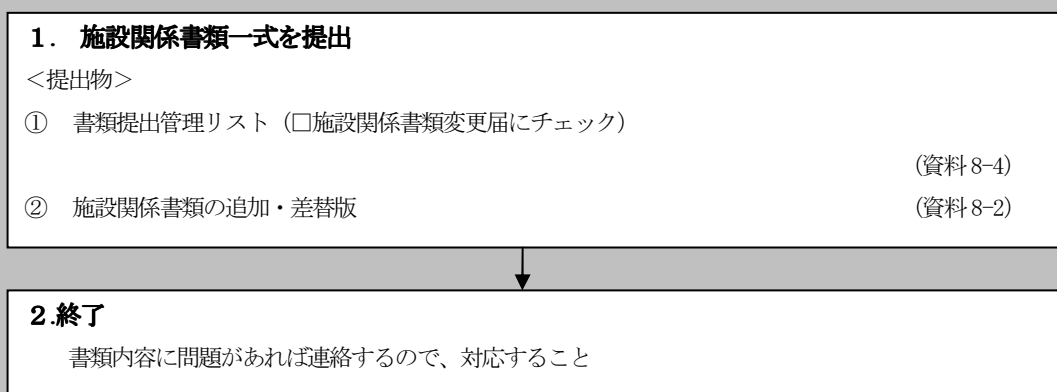 １. 施設関係書類一式を提出
＜提出物＞
① 書類提出管理リスト（□施設関係書類変更届にチェック）
（資料 8-4）
② 施設関係書類の追加・差替版 （資料 8-2）
２.終了
書類内容に問題があれば連絡するので、対応すること